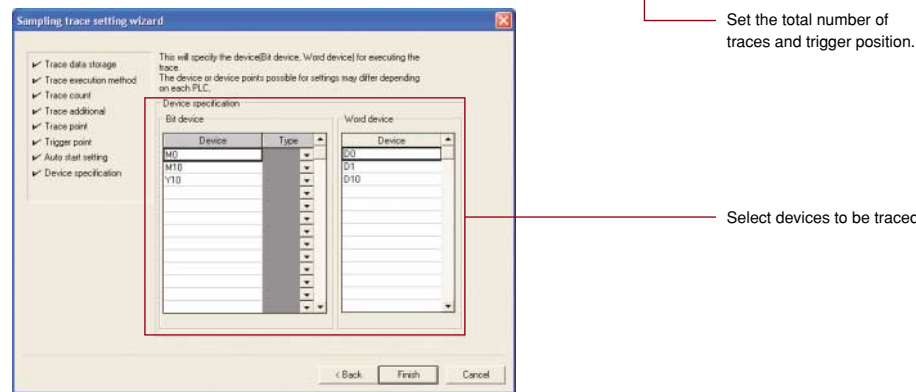 Sampling trace setting wizard
Trace data storage
Trace execution method
Trace count
Trace additional
Trace point
Trigger point
Auto start setting
Device specification
This will specify the device(Bit device, Word device) for executing the
trace.
The device or device points possible for settings may differ depending
on each PLC.
Device specification
Bit device
Device Type
M0
M10
Y10
Word device
Device
D0
D1
D10
< Back Finish Cancel
Set the total number of
traces and trigger position.
Select devices to be traced